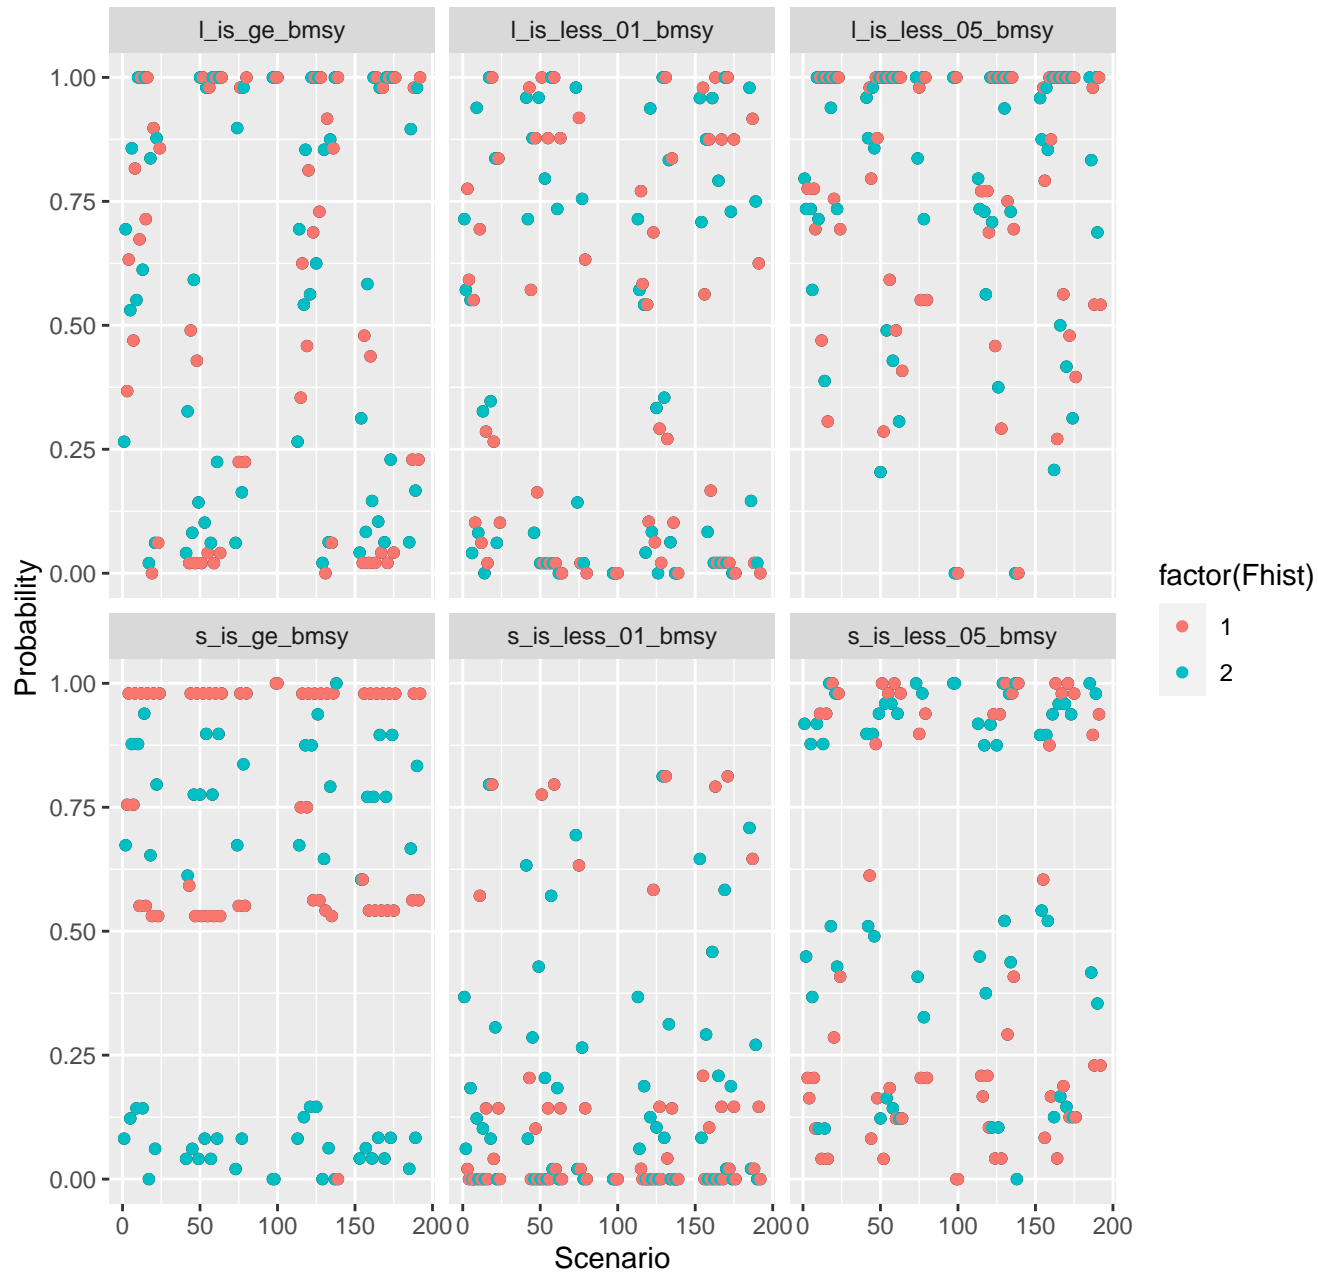 l_is_ge_bmsy
l_is_less_01_bmsy
l_is_less_05_bmsy
1.00
0.75
0.50
0.25
0.00
s_is_ge_bmsy
s_is_less_01_bmsy
s_is_less_05_bmsy
1.00
0.75
0.50
0.25
0.00
0 50 100 150 200
0 50 100 150 200
0 50 100 150 200
Scenario
Probability
factor(Fhist)
1
2